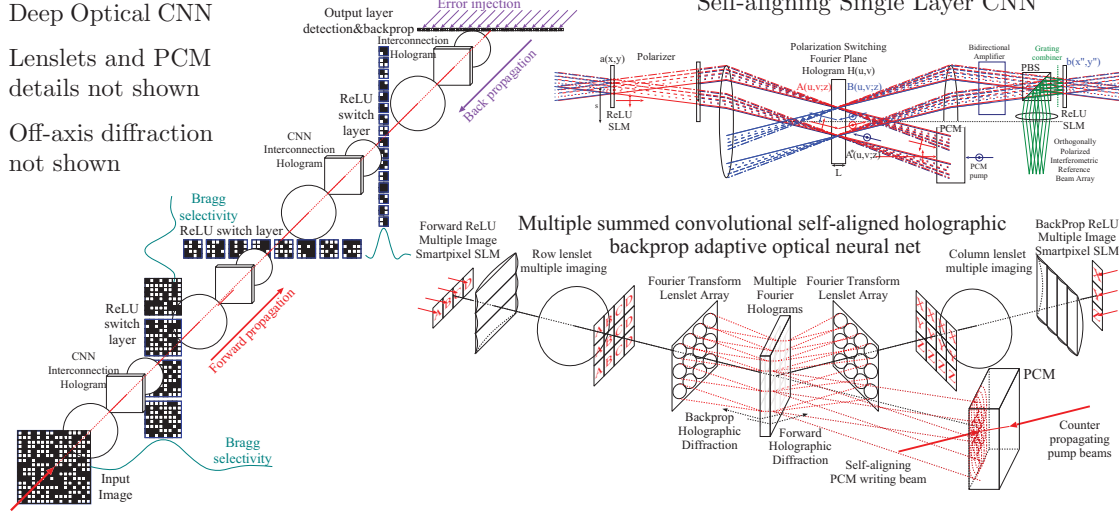 Deep Optical CNN
Lenslets and PCM
details not shown
Off-axis diffraction
not shown
Error injection
Output layer
detection&backprop
Interconnection
Hologram
Back propagation
ReLU
switch
layer
CNN
Interconnection
Hologram
Bragg
selectivity
ReLU switch layer
Forward propagation
ReLU
switch
layer
CNN
Interconnection
Hologram
Bragg
selectivity
Input
Image
Self-aligning Single Layer CNN
a(x,y)
Polarizer
s
ReLU
SLM
Polarization Switching
Fourier Plane
Hologram H(u,v)
A(u,v;z)
B(u,v;z)
A*(u,v;z)
L
Bidirectional
Amplifier
PBS
Grating
combiner
b(x",y")
PCM
ReLU
SLM
PCM
pump
Orthogonally
Polarized
Interferometric
Reference
Beam Array
Multiple summed convolutional self-aligned holographic
backprop adaptive optical neural net
Forward ReLU
Multiple Image
Smartpixel SLM
Row lenslet
multiple imaging
Fourier Transform
Lenslet Array
Multiple
Fourier
Holograms
Fourier Transform
Lenslet Array
Column lenslet
multiple imaging
BackProp ReLU
Multiple Image
Smartpixel SLM
Backprop
Holographic
Diffraction
Forward
Holographic
Diffraction
Self-aligning
PCM writing beam
PCM
Counter
propagating
pump beams